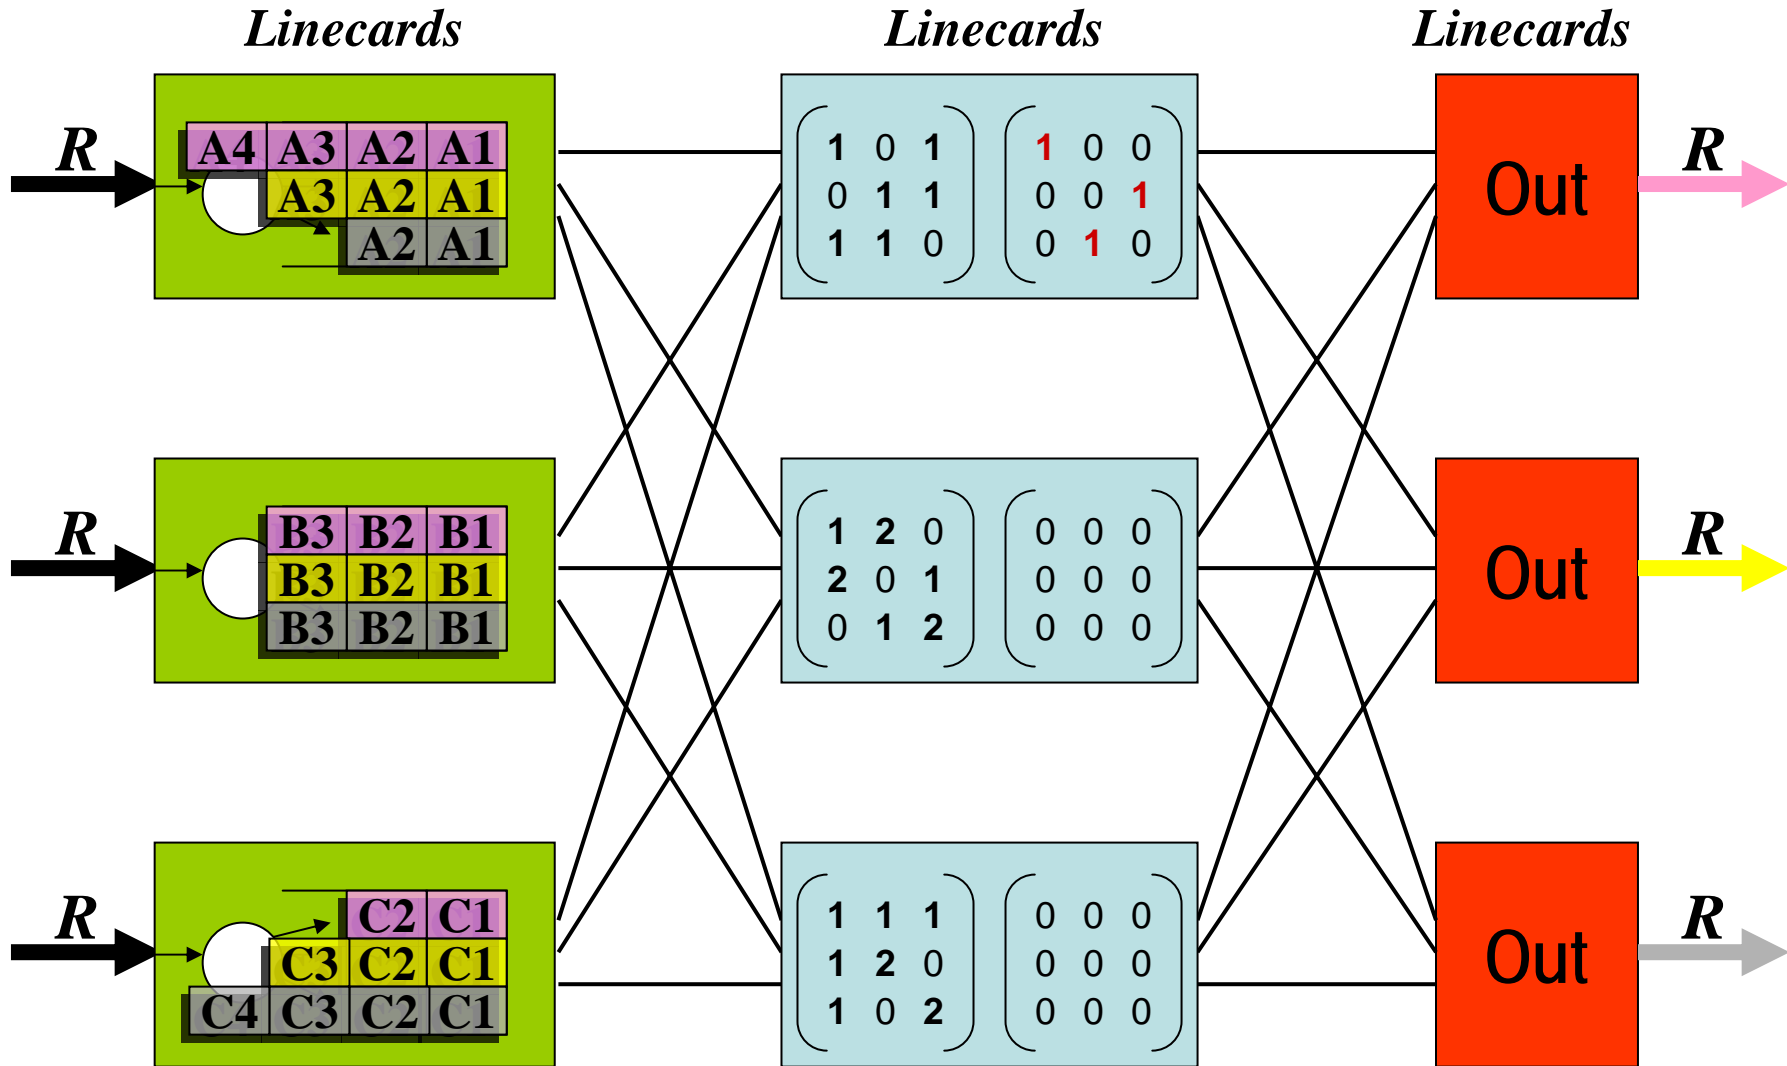 Linecards Linecards Linecards
R
A4 A3 A2 A1
A3 A2 A1
A2 A1
1 0 1
0 1 1
1 1 0
1 0 0
0 0 1
0 1 0
Out
R
R
B3 B2 B1
B3 B2 B1
B3 B2 B1
1 2 0
2 0 1
0 1 2
0 0 0
0 0 0
0 0 0
Out
R
R
C2 C1
C3 C2 C1
C4 C3 C2 C1
1 1 1
1 2 0
1 0 2
0 0 0
0 0 0
0 0 0
Out
R